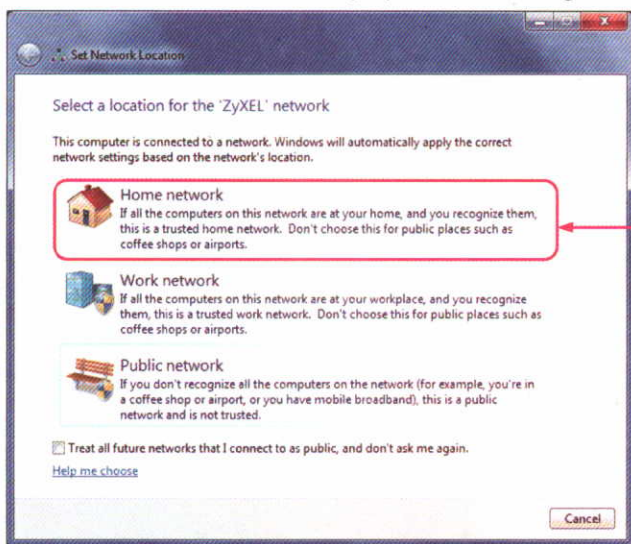 Set Network Location
Select a location for the 'ZyXEL' network
This computer is connected to a network. Windows will automatically apply the correct
network settings based on the network's location.
Home network
If all the computers on this network are at your home, and you recognize them,
this is a trusted home network. Don't choose this for public places such as
coffee shops or airports.
Work network
If all the computers on this network are at your workplace, and you recognize
them, this is a trusted work network. Don't choose this for public places such as
coffee shops or airports.
Public network
If you don't recognize all the computers on the network (for example, you're in
a coffee shop or airport, or you have mobile broadband), this is a public
network and is not trusted.
Treat all future networks that I connect to as public, and don't ask me again.
Help me choose
Cancel